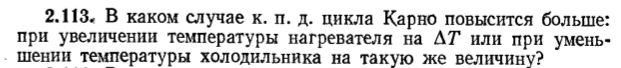 2.113. В каком случае к. п. д. цикла Карно повысится больше:
при увеличении температуры нагревателя на ΔT или при умень-
шении температуры холодильника на такую же величину?